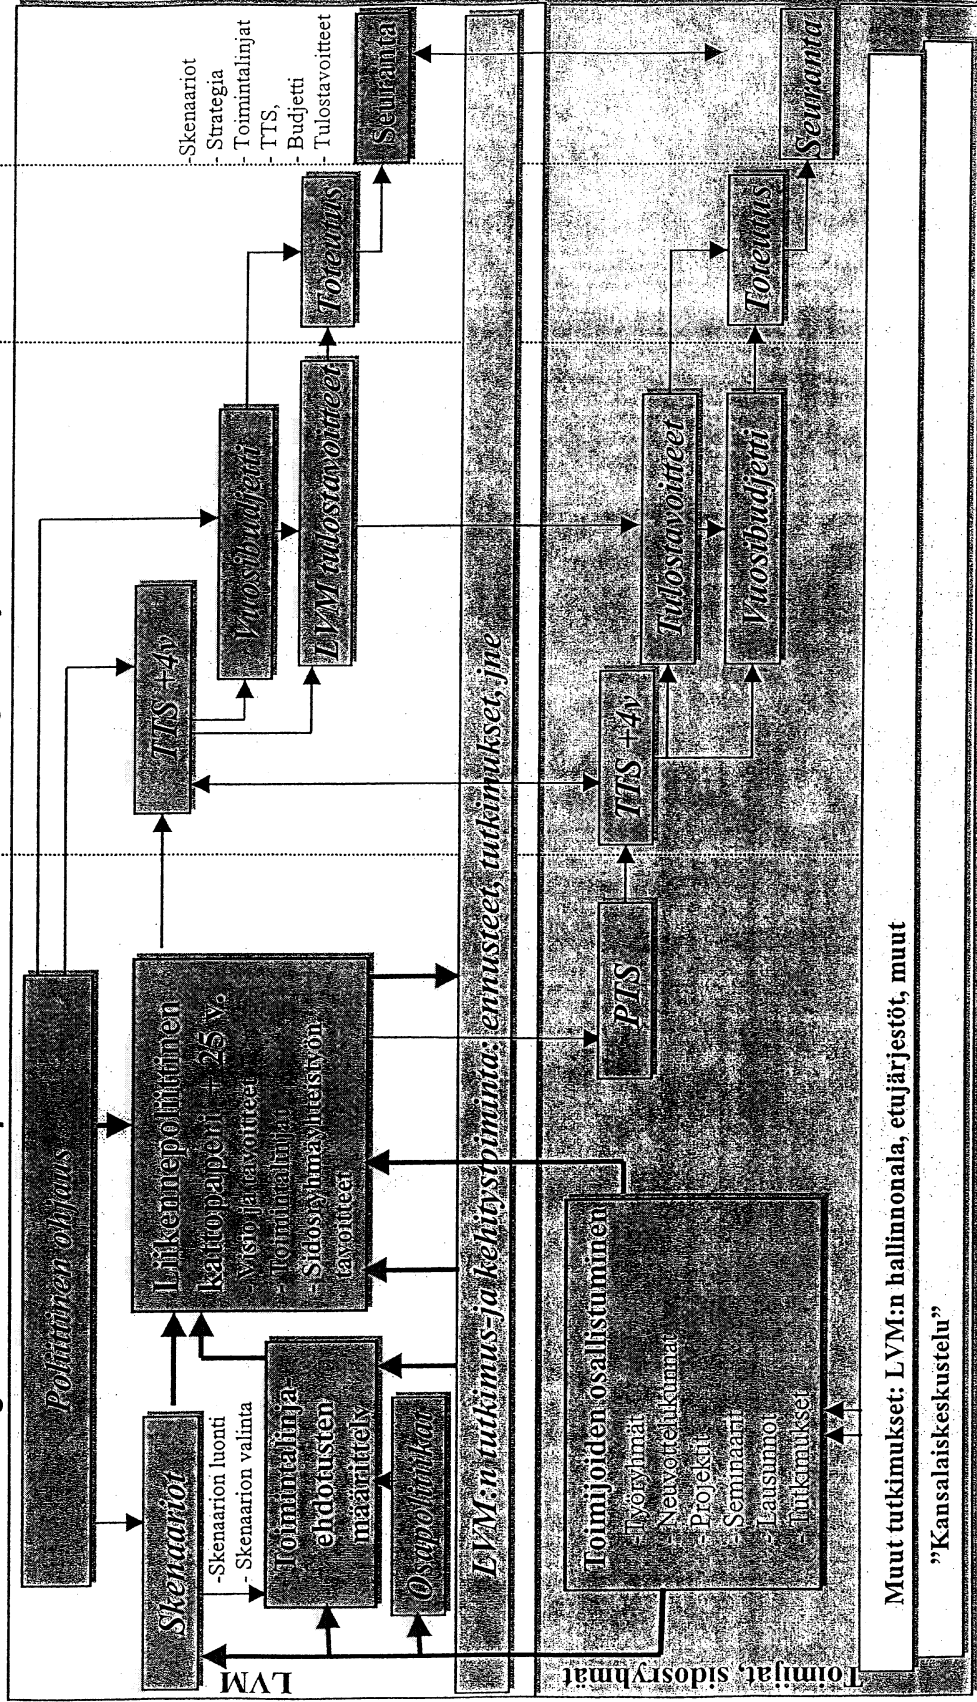 Poliittinen ohjaus
Skenaariot
-Skenaarion luonti
- Skenaarion valinta
Toimintalinja-
ehdotusten
määrittely
Osapolitiikat
Liikennepoliittinen
kattopaperi + 25 v.
- Visio ja tavoitteet
- Toimintalinjat
- Sidosryhmäyhteistyön
tavoitteet
TTS +4v
Vuosibudjetti
LVM tulostavoitteet
Toteutus
Seuranta
-Skenaariot
- Strategia
- Toimintalinjat
- TTS,
- Budjetti
- Tulostavoitteet
LVM
LVM:n tutkimus- ja kehitystoiminta: ennusteet, tutkimukset, jne
Toimijat, sidosryhmät
Toimijoiden osallistuminen
- Työryhmät
- Neuvottelukunnat
- Projektit
- Seminaarit
- Lausunnot
- Tutkimukset
PTS
TTS +4v
Tulostavoitteet
Vuosibudjetti
Toteutus
Seuranta
Muut tutkimukset: LVM:n hallinnonala, etujärjestöt, muut
"Kansalaiskeskustelu"